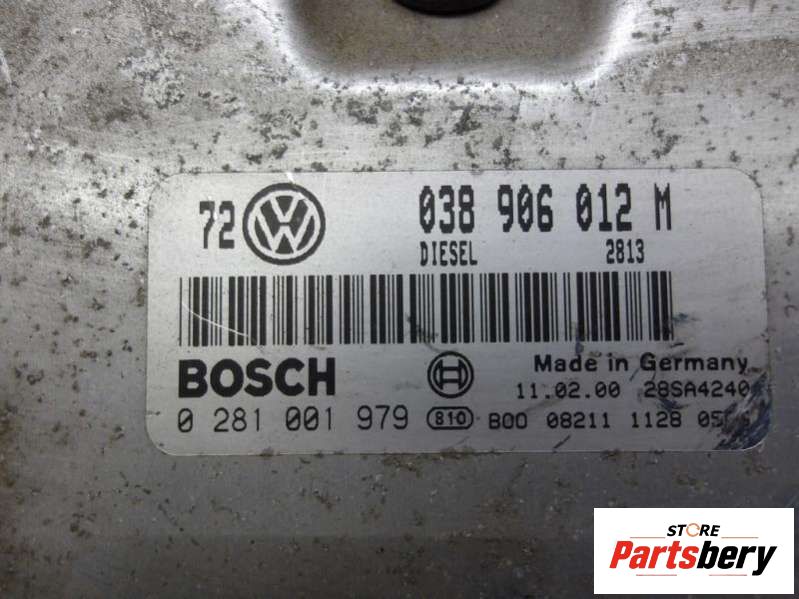 72 VW 038 906 012 M
DIESEL 2813
BOSCH Made in Germany
11.02.00 28SA4240
0 281 001 979 810 B00 08211 1128
STORE
Partsbery